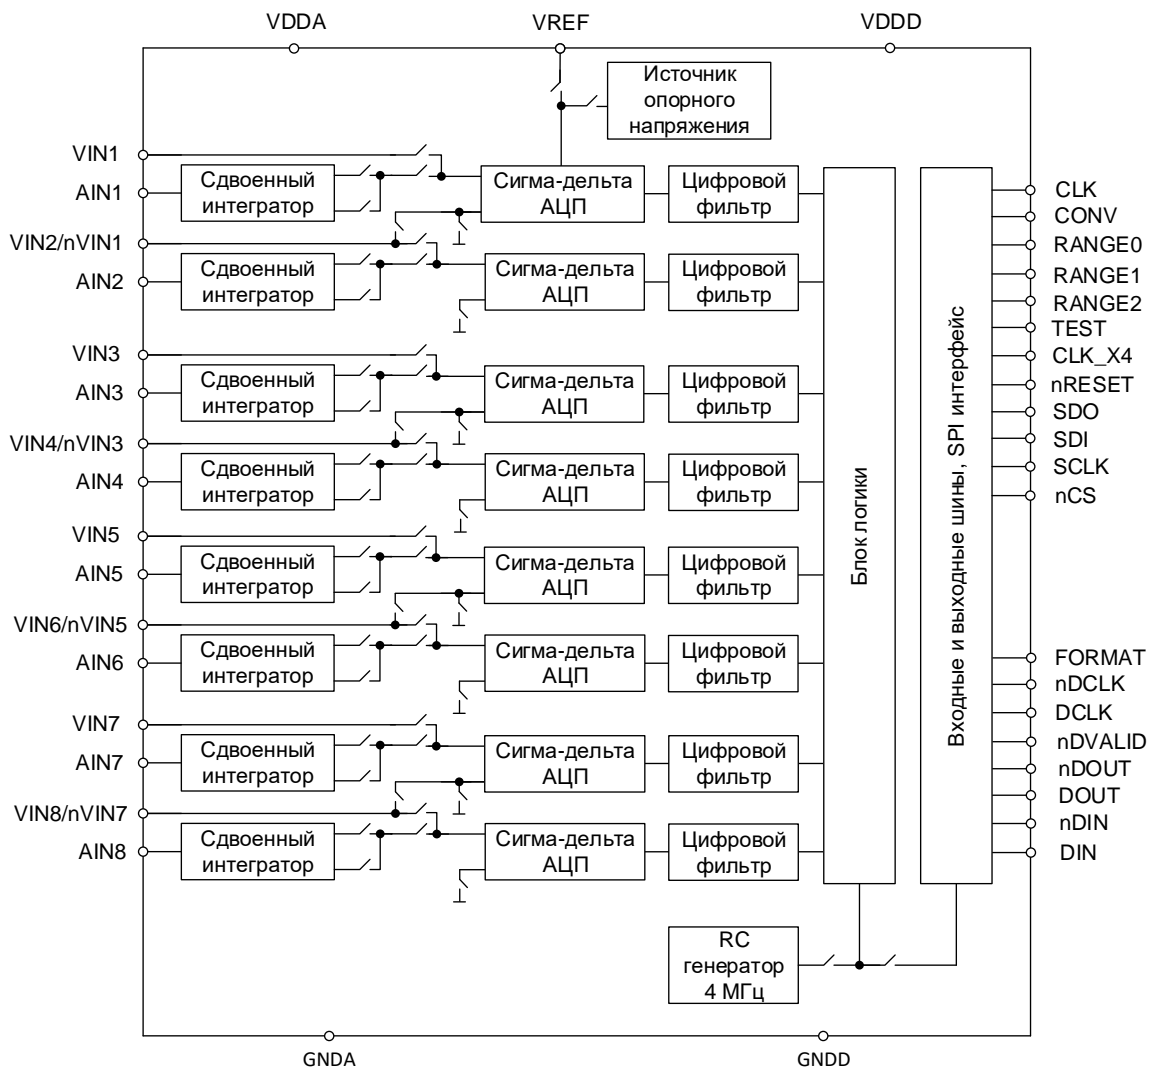 VDDA
VREF
VDDD
Источник
опорного
напряжения
VIN1
AIN1
Сдвоенный
интегратор
Сигма-дельта
АЦП
Цифровой
фильтр
VIN2/nVIN1
AIN2
Сдвоенный
интегратор
Сигма-дельта
АЦП
Цифровой
фильтр
VIN3
AIN3
Сдвоенный
интегратор
Сигма-дельта
АЦП
Цифровой
фильтр
VIN4/nVIN3
AIN4
Сдвоенный
интегратор
Сигма-дельта
АЦП
Цифровой
фильтр
VIN5
AIN5
Сдвоенный
интегратор
Сигма-дельта
АЦП
Цифровой
фильтр
VIN6/nVIN5
AIN6
Сдвоенный
интегратор
Сигма-дельта
АЦП
Цифровой
фильтр
VIN7
AIN7
Сдвоенный
интегратор
Сигма-дельта
АЦП
Цифровой
фильтр
VIN8/nVIN7
AIN8
Сдвоенный
интегратор
Сигма-дельта
АЦП
Цифровой
фильтр
Блок логики
Входные и выходные шины, SPI интерфейс
CLK
CONV
RANGE0
RANGE1
RANGE2
TEST
CLK_X4
nRESET
SDO
SDI
SCLK
nCS
FORMAT
nDCLK
DCLK
nDVALID
nDOUT
DOUT
nDIN
DIN
RC
генератор
4 МГц
GNDA
GNDD